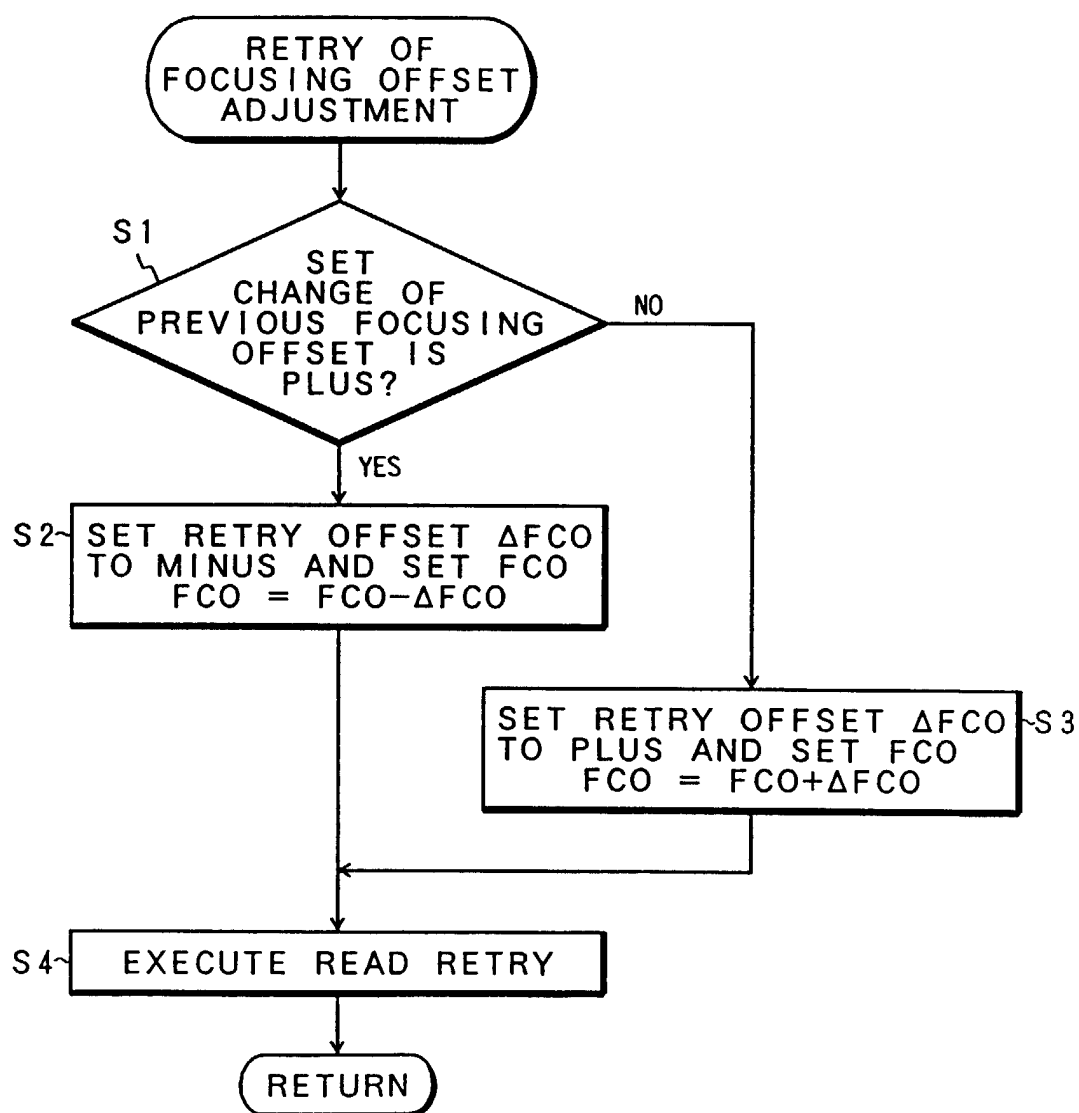 RETRY OF
FOCUSING OFFSET
ADJUSTMENT
S1
SET
CHANGE OF
PREVIOUS FOCUSING
OFFSET IS
PLUS?
NO
YES
S2
SET RETRY OFFSET ΔFCO
TO MINUS AND SET FCO
FCO = FCO−ΔFCO
SET RETRY OFFSET ΔFCO
TO PLUS AND SET FCO
FCO = FCO+ΔFCO
S3
S4
EXECUTE READ RETRY
RETURN